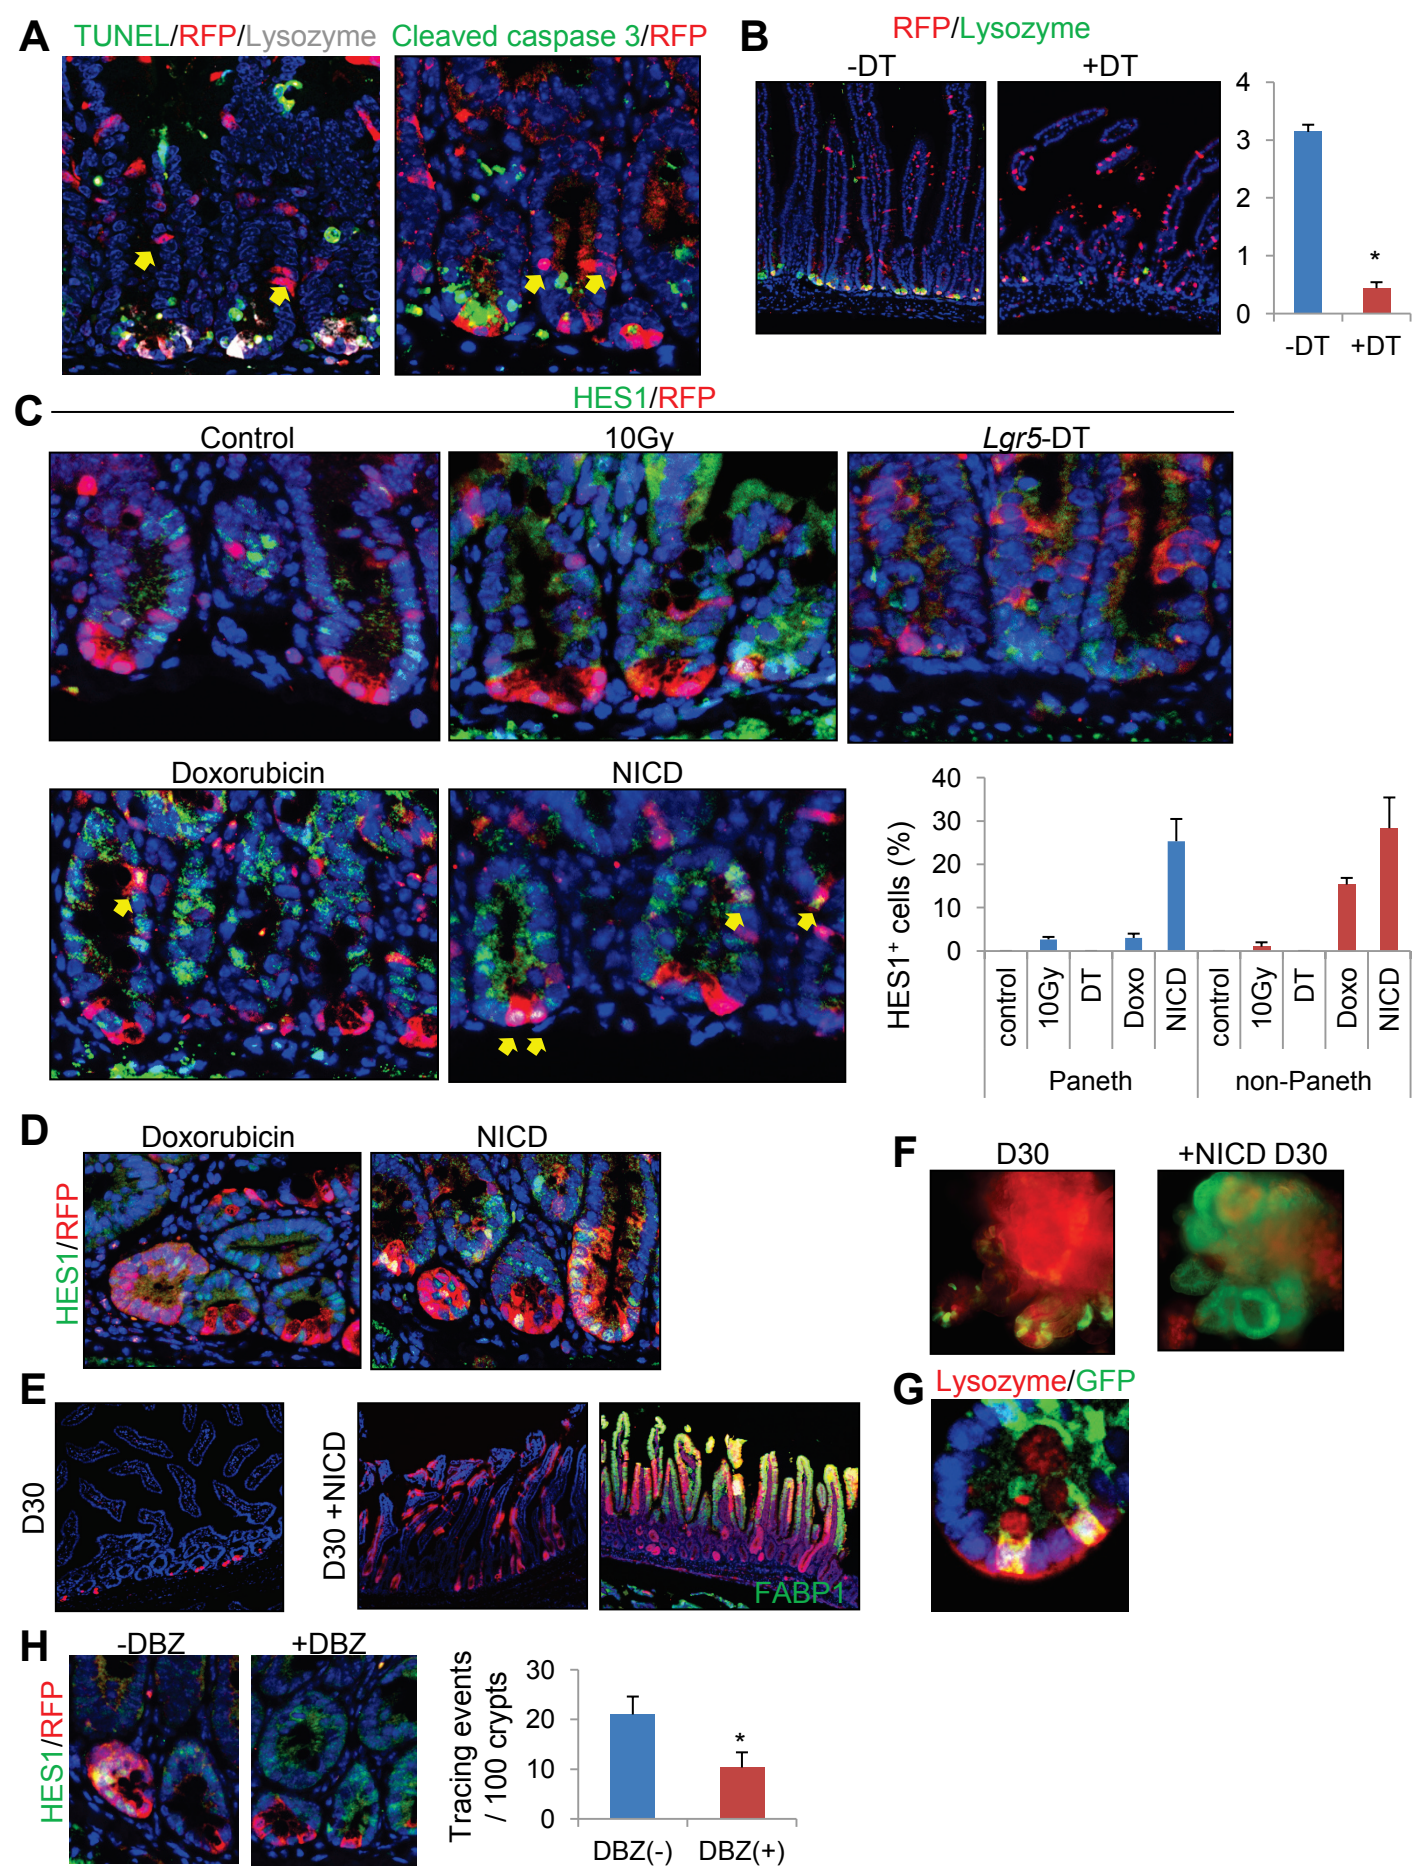 A
TUNEL/RFP/Lysozyme
Cleaved caspase 3/RFP
B
RFP/Lysozyme
-DT
+DT
4
3
2
1
0
*
-DT
+DT
C
HES1/RFP
Control
10Gy
Lgr5-DT
Doxorubicin
NICD
HES1+ cells (%)
40
30
20
10
0
control
10Gy
DT
Doxo
NICD
control
10Gy
DT
Doxo
NICD
Paneth
non-Paneth
D
HES1/RFP
Doxorubicin
NICD
F
D30
+NICD D30
E
D30
D30 +NICD
FABP1
G
Lysozyme/GFP
H
HES1/RFP
-DBZ
+DBZ
Tracing events
/ 100 crypts
30
20
10
0
*
DBZ(-)
DBZ(+)